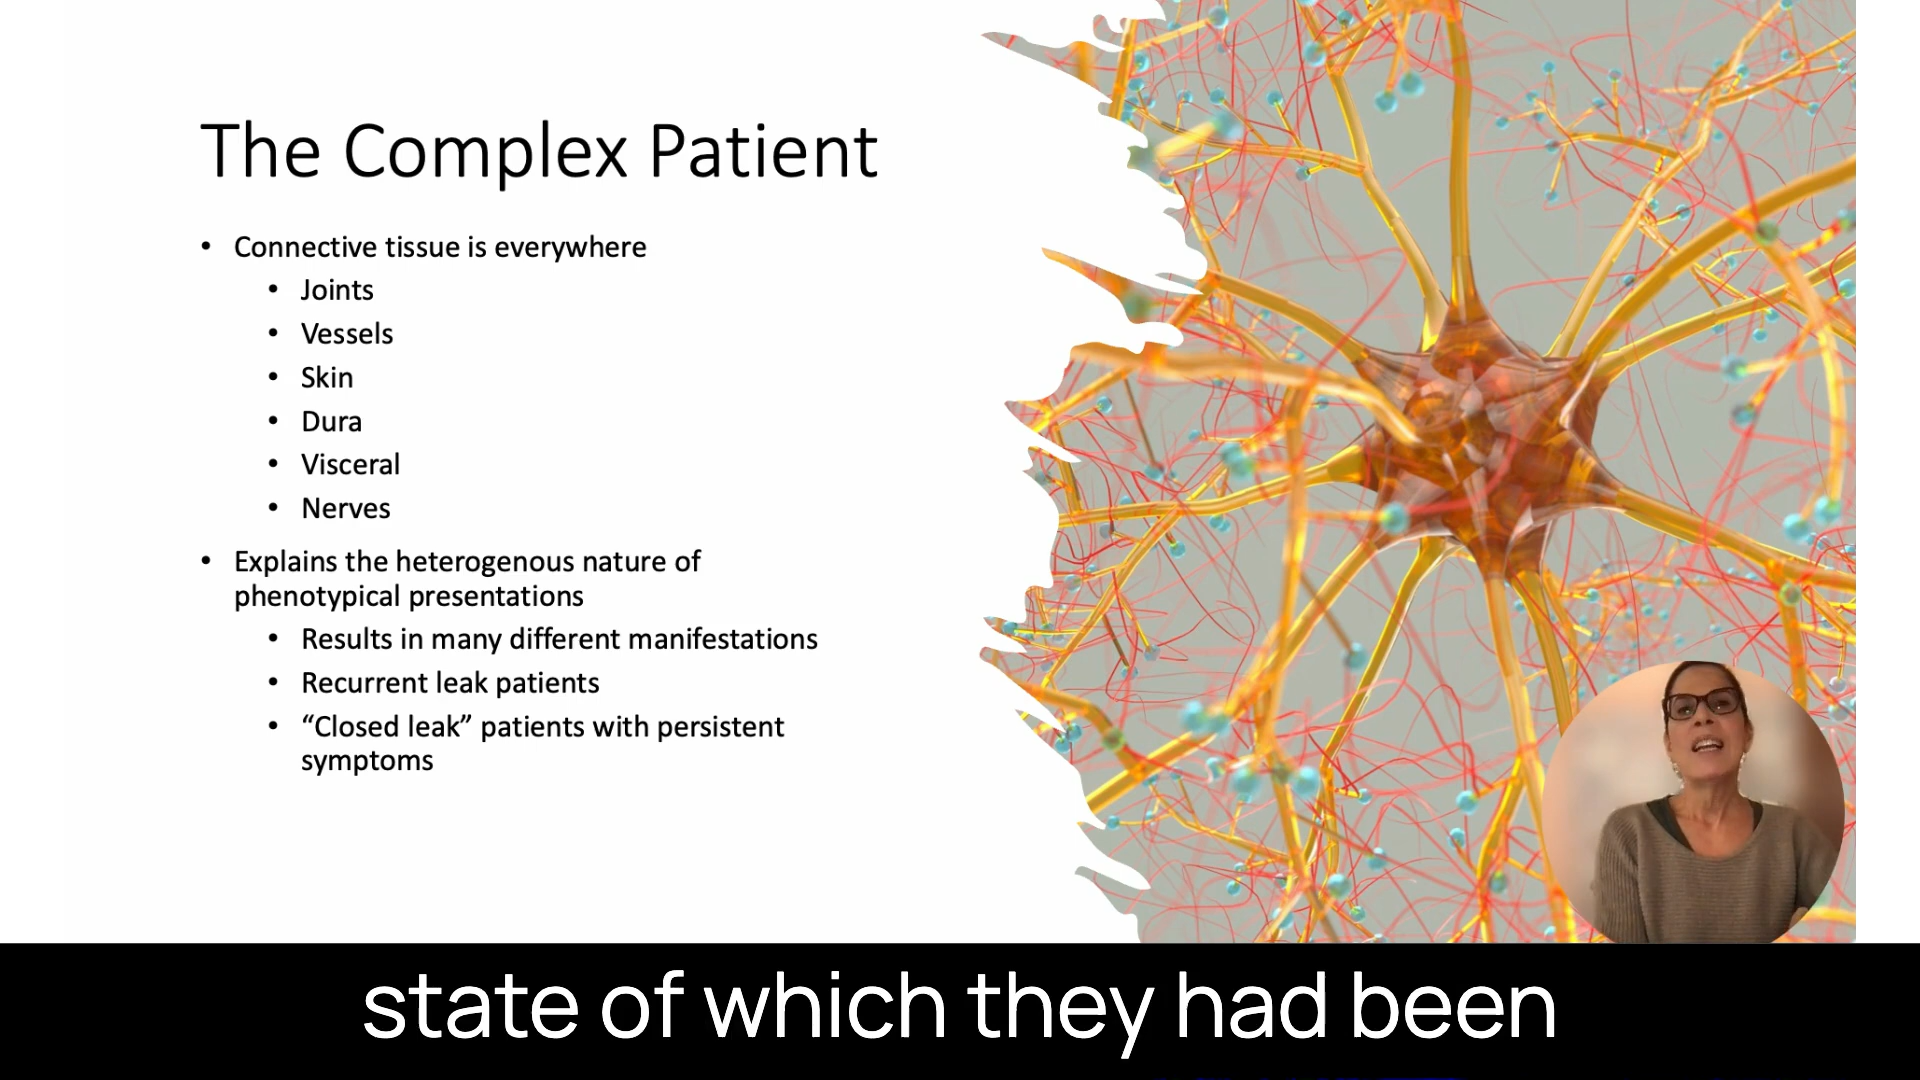 The Complex Patient
• Connective tissue is everywhere
• Joints
• Vessels
• Skin
• Dura
• Visceral
• Nerves
• Explains the heterogenous nature of
phenotypical presentations
• Results in many different manifestations
• Recurrent leak patients
• “Closed leak” patients with persistent
symptoms
state of which they had been